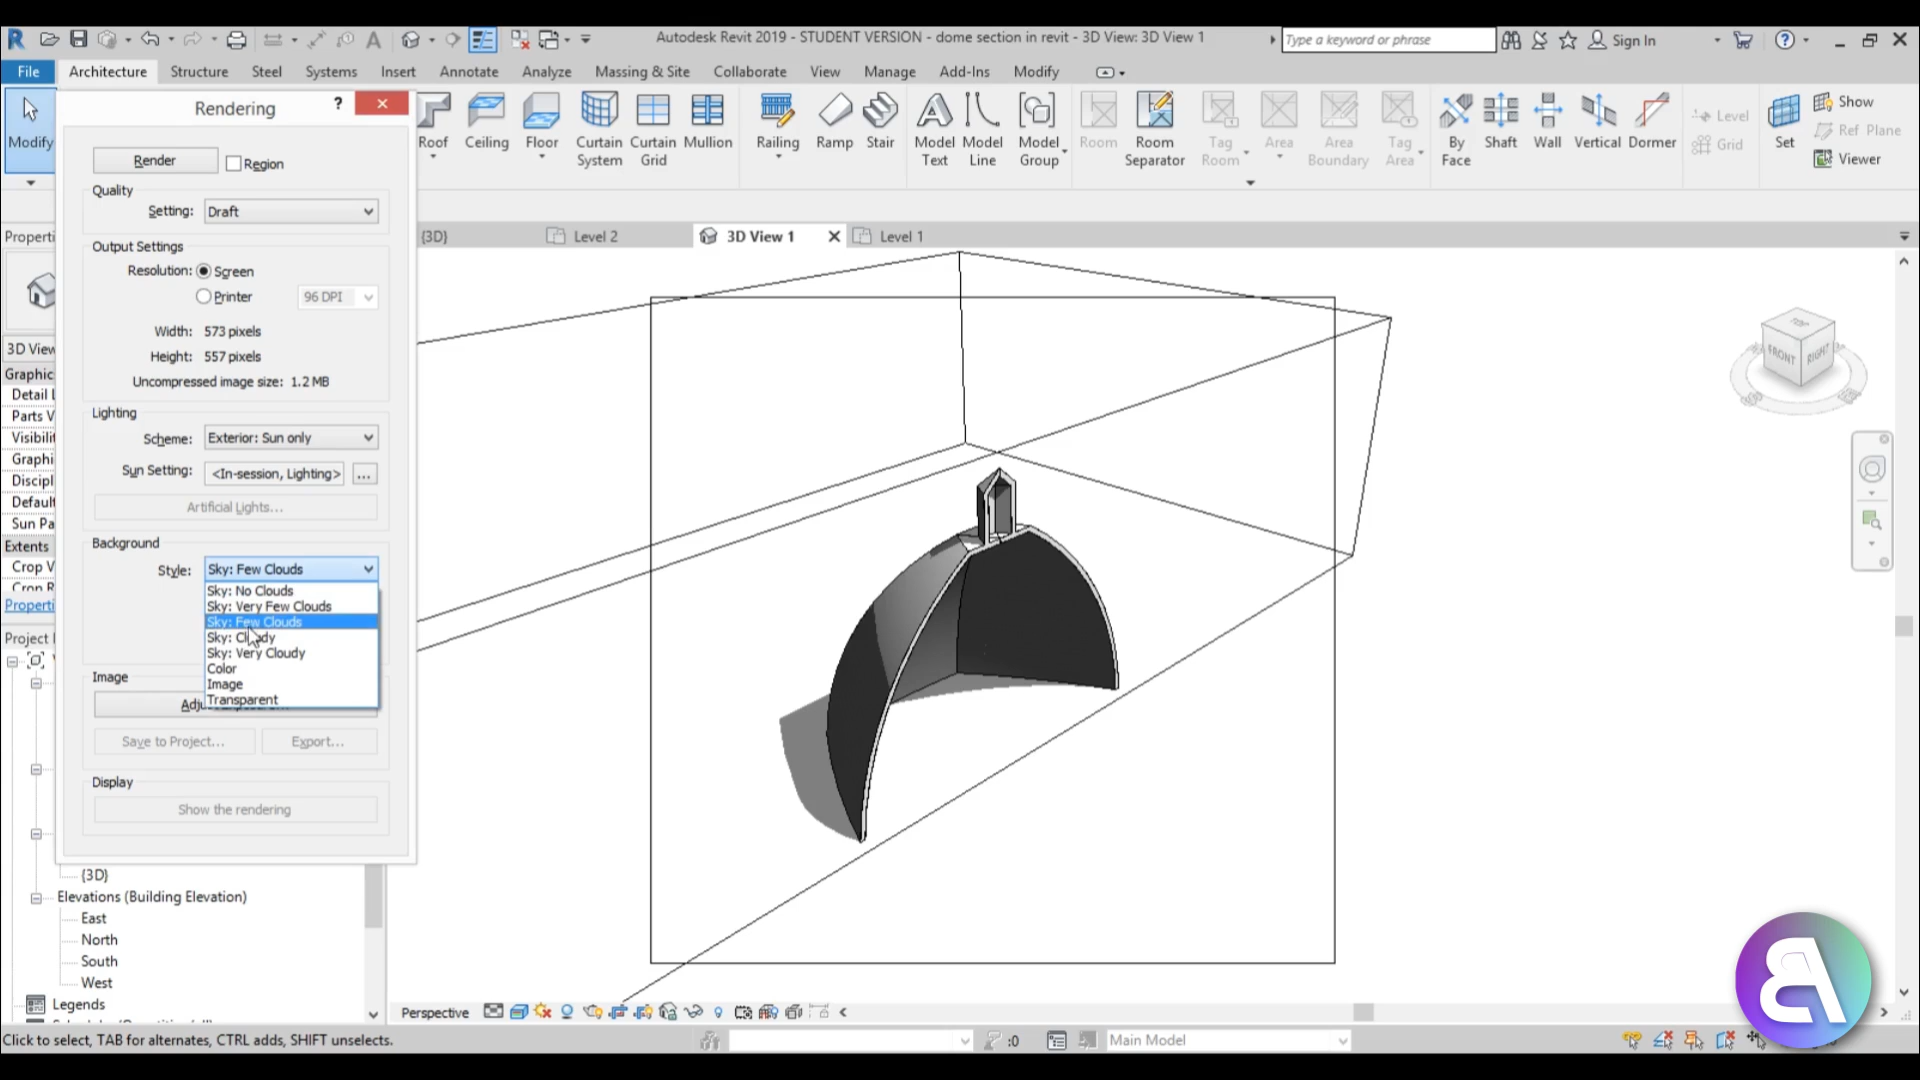 Autodesk Revit 2019 - STUDENT VERSION - dome section in revit - 3D View: 3D View 1
Type a keyword or phrase
Sign In
File
Architecture
Structure
Steel
Systems
Insert
Annotate
Analyze
Massing & Site
Collaborate
View
Manage
Add-Ins
Modify
Modify
Roof
Ceiling
Floor
Curtain System
Curtain Grid
Mullion
Railing
Ramp
Stair
Model Text
Model Line
Model Group
Room
Room Separator
Tag Room
Area
Area Boundary
Tag Area
By Face
Shaft
Wall
Vertical
Dormer
Level
Grid
Set
Show
Ref Plane
Viewer
Rendering
?
Render
Region
Quality
Setting:
Draft
Output Settings
Resolution:
Screen
Printer
96 DPI
Width: 573 pixels
Height: 557 pixels
Uncompressed image size: 1.2 MB
Lighting
Scheme:
Exterior: Sun only
Sun Setting:
<In-session, Lighting>
...
Artificial Lights...
Background
Style:
Sky: Few Clouds
Sky: No Clouds
Sky: Very Few Clouds
Sky: Few Clouds
Sky: Cloudy
Sky: Very Cloudy
Color
Image
Transparent
Image
Save to Project...
Export...
Display
Show the rendering
Properti
3D View
Graphic
Detail L
Parts V
Visibilit
Graphi
Discipl
Default
Sun Pa
Extents
Crop V
Properti
Project
{3D}
Level 2
3D View 1
Level 1
TOP
FRONT
RIGHT
{3D}
Elevations (Building Elevation)
East
North
South
West
Legends
Perspective
Click to select, TAB for alternates, CTRL adds, SHIFT unselects.
:0
Main Model